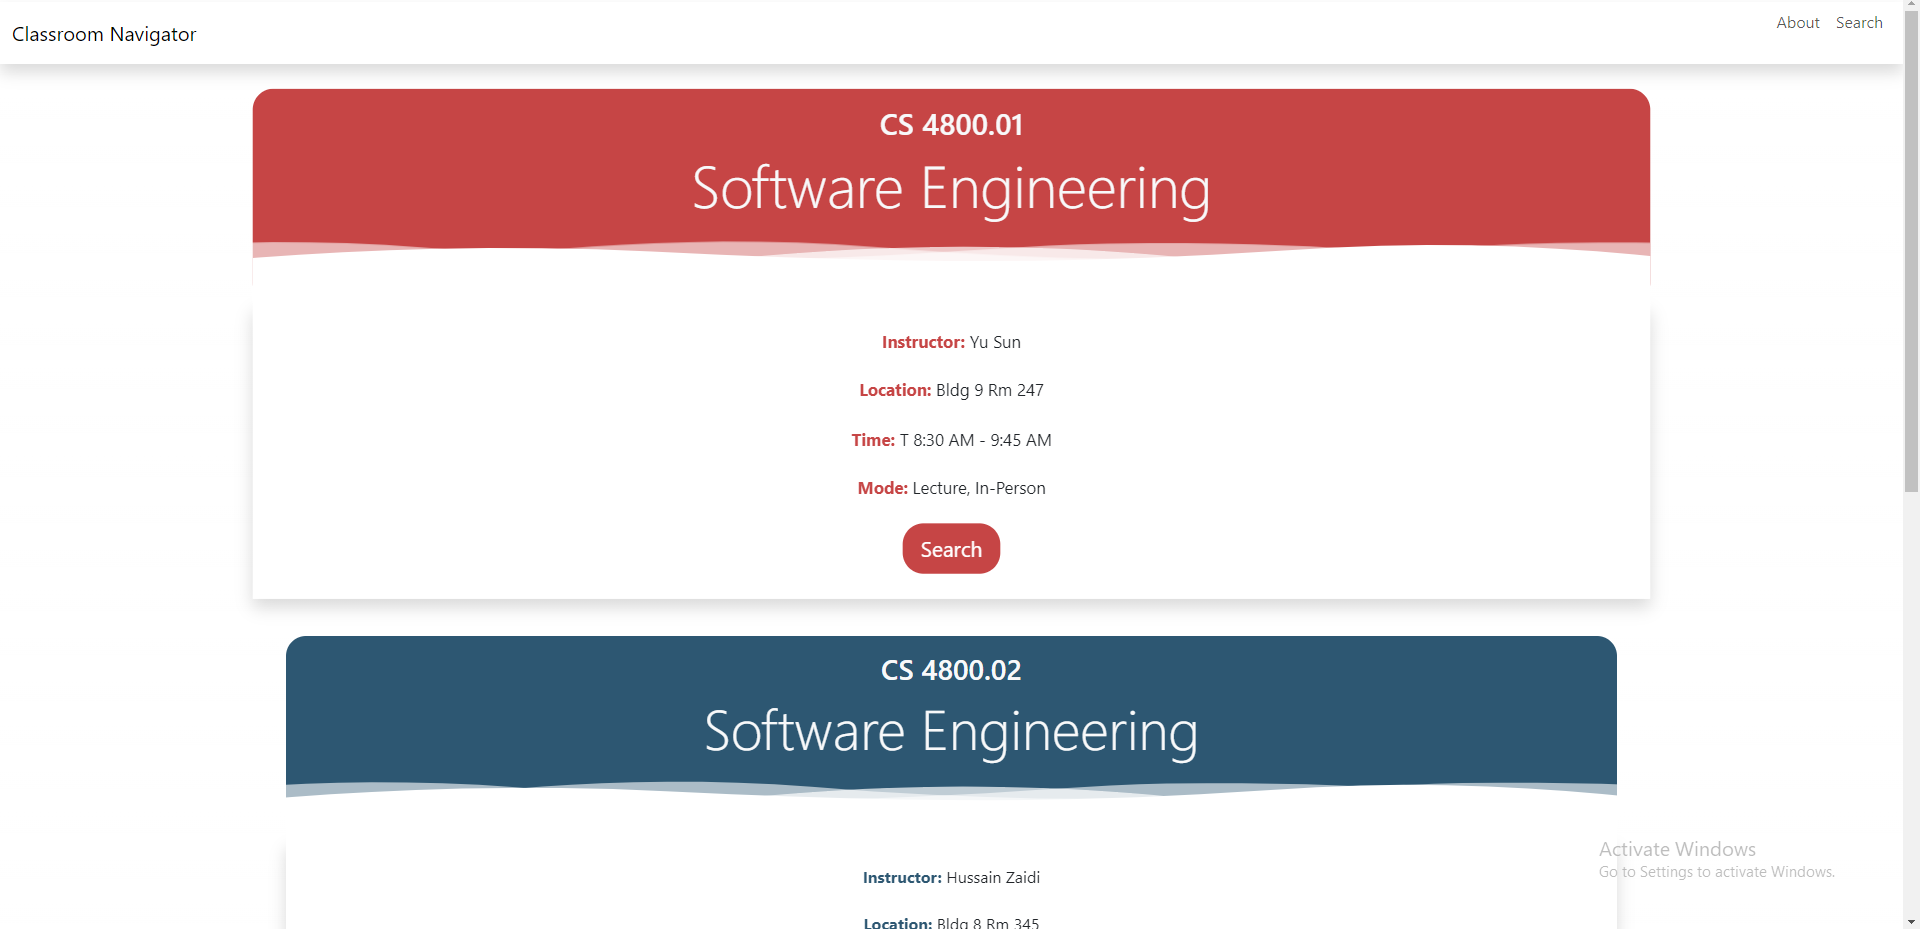 Classroom Navigator
About Search
CS 4800.01
Software Engineering
Instructor: Yu Sun
Location: Bldg 9 Rm 247
Time: T 8:30 AM - 9:45 AM
Mode: Lecture, In-Person
Search
CS 4800.02
Software Engineering
Instructor: Hussain Zaidi
Location: Bldg 8 Rm 345
Activate Windows
Go to Settings to activate Windows.